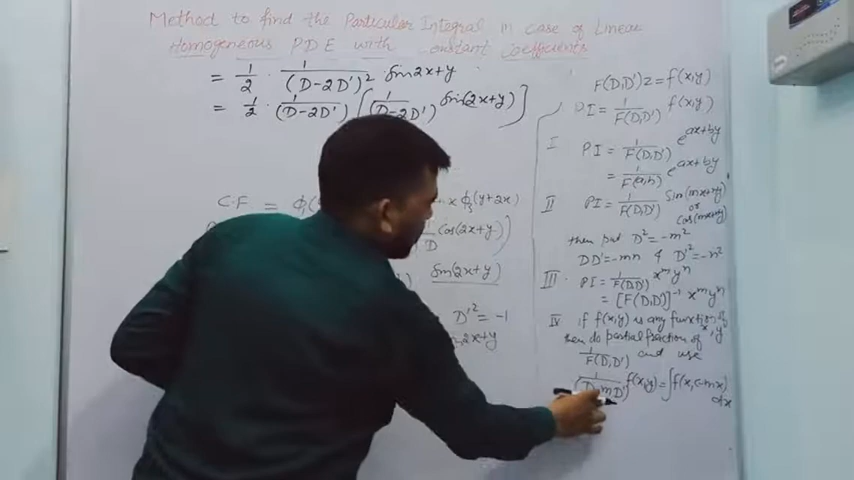 Method to find the Particular Integral in case of Linear
Homogeneous PDE with constant Coefficients
= 1/2 · 1/(D-2D')² sin 2x+y
= 1/2 · 1/(D-2D') [1/(D-2D') sin(2x+y)]
C.F =
x φ₃(y+2x)
cos(2x+y)
sin(2x+y)
D'² = -1
2x+y
F(D,D')z = f(x,y)
PI = 1/F(D,D') f(x,y)
I PI = 1/F(D,D') e^(ax+by)
= 1/F(a,b) e^(ax+by)
II PI = 1/F(D,D') sin(mx+ny)
or
cos(mx+ny)
then put D² = -m²
DD' = -mn & D'² = -n²
III PI = 1/F(D,D') x^m y^n
= [F(D,D')]⁻¹ x^m y^n
IV if f(x,y) is any function of x,y
then do partial fraction of
1/F(D,D') and use
1/(D-mD') f(x,y) = ∫f(x,c-mx)
dx